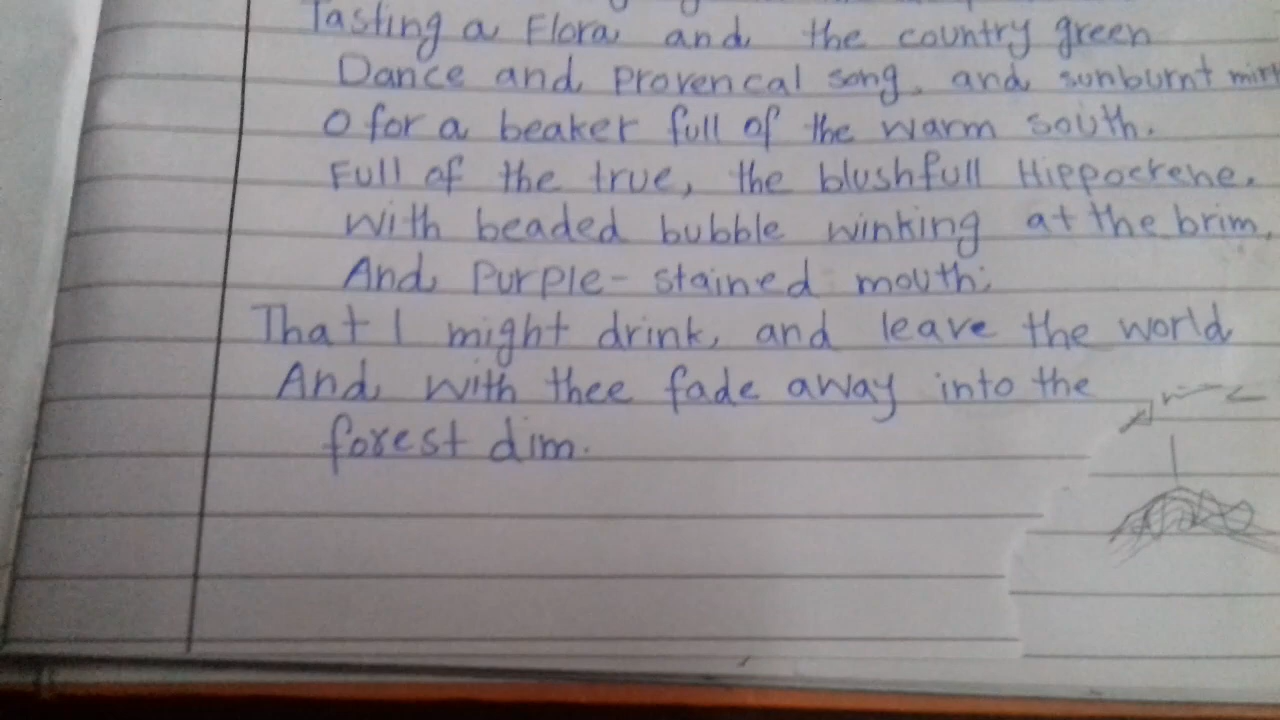 Tasting a Flora and the country green
Dance and Provencal song, and sunburnt mirt
O for a beaker full of the warm south.
Full of the true, the blushfull Hippocrene.
With beaded bubble winking at the brim,
And Purple-stained mouth;
That I might drink, and leave the world
And with thee fade away into the
forest dim.